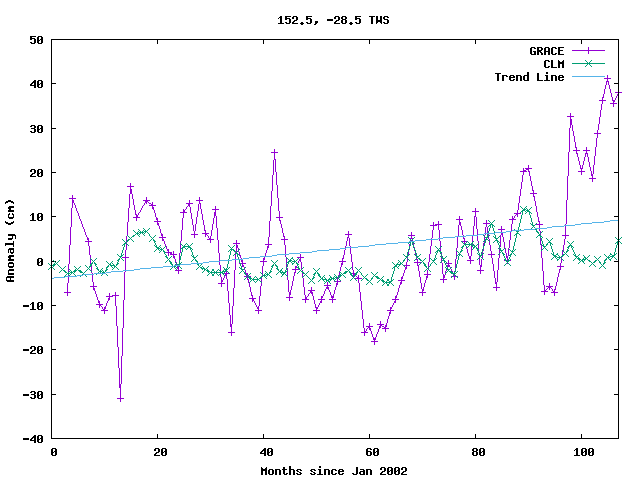 152.5, -28.5 TWS
50
40
30
20
10
0
-10
-20
-30
-40
Anomaly (cm)
GRACE
CLM
Trend Line
0 20 40 60 80 100
Months since Jan 2002